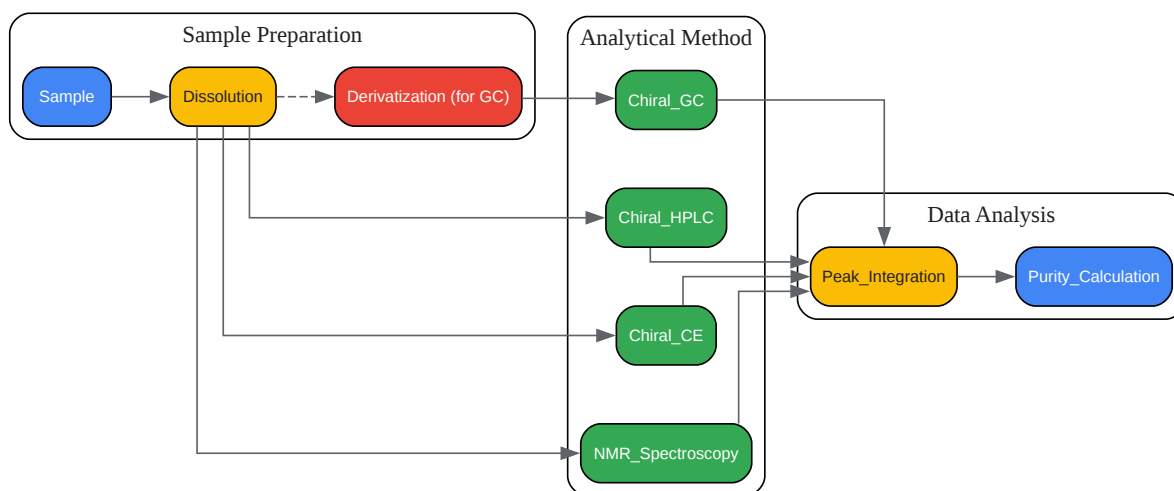 Sample Preparation
Sample
Dissolution
Derivatization (for GC)
Analytical Method
Chiral_GC
Chiral_HPLC
Chiral_CE
NMR_Spectroscopy
Data Analysis
Peak_Integration
Purity_Calculation